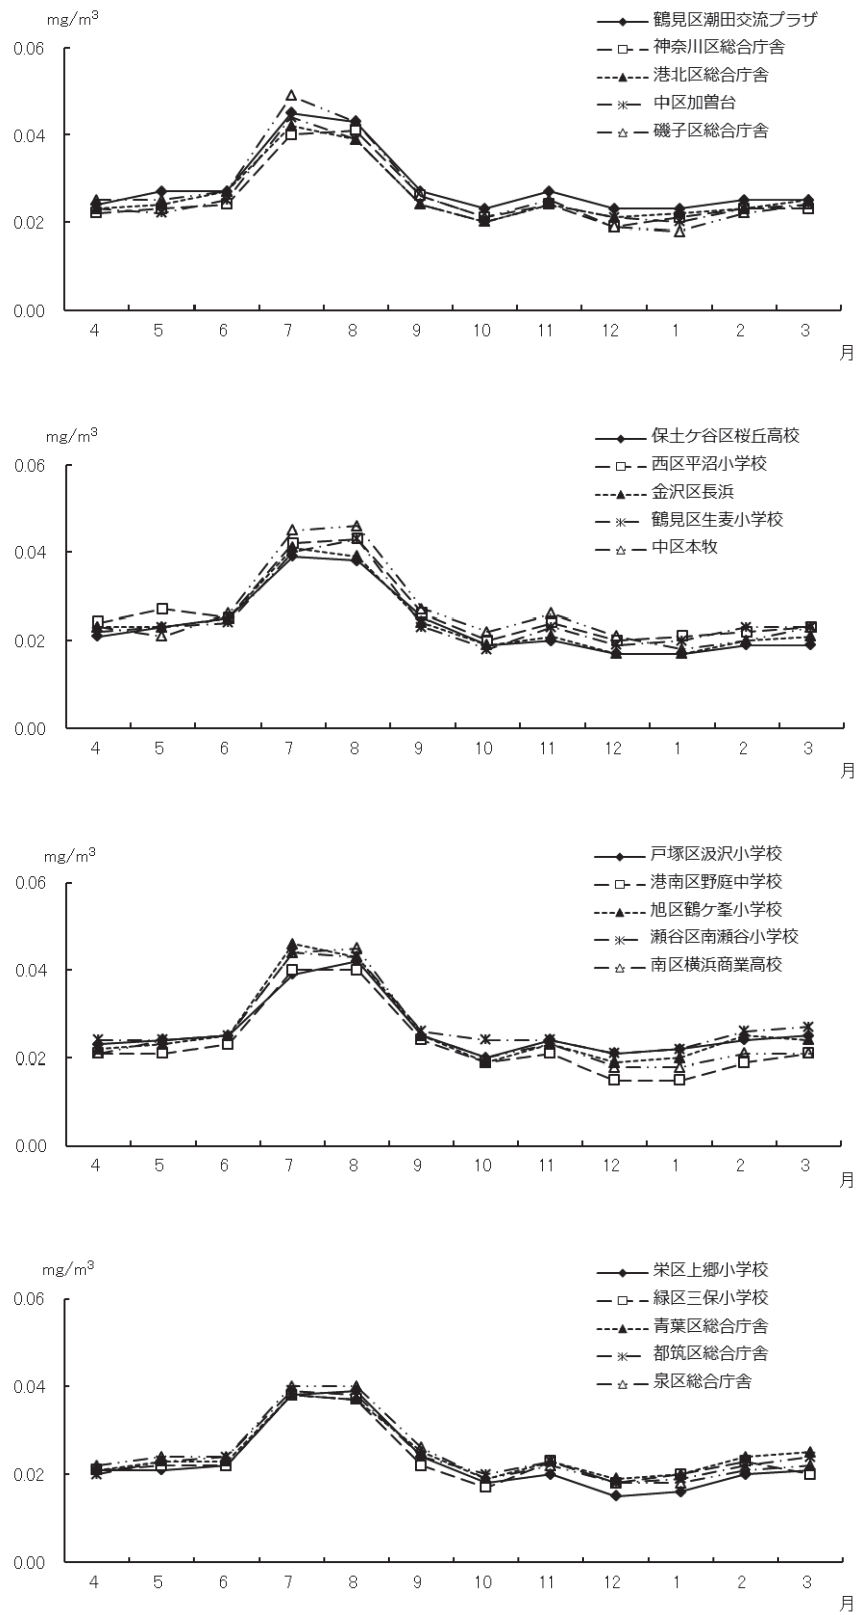 mg/m³
鶴見区潮田交流プラザ
神奈川区総合庁舎
港北区総合庁舎
中区加曽台
磯子区総合庁舎
0.06
0.04
0.02
0.00
4 5 6 7 8 9 10 11 12 1 2 3
月
mg/m³
保土ケ谷区桜丘高校
西区平沼小学校
金沢区長浜
鶴見区生麦小学校
中区本牧
0.06
0.04
0.02
0.00
4 5 6 7 8 9 10 11 12 1 2 3
月
mg/m³
戸塚区汲沢小学校
港南区野庭中学校
旭区鶴ケ峯小学校
瀬谷区南瀬谷小学校
南区横浜商業高校
0.06
0.04
0.02
0.00
4 5 6 7 8 9 10 11 12 1 2 3
月
mg/m³
栄区上郷小学校
緑区三保小学校
青葉区総合庁舎
都筑区総合庁舎
泉区総合庁舎
0.06
0.04
0.02
0.00
4 5 6 7 8 9 10 11 12 1 2 3
月